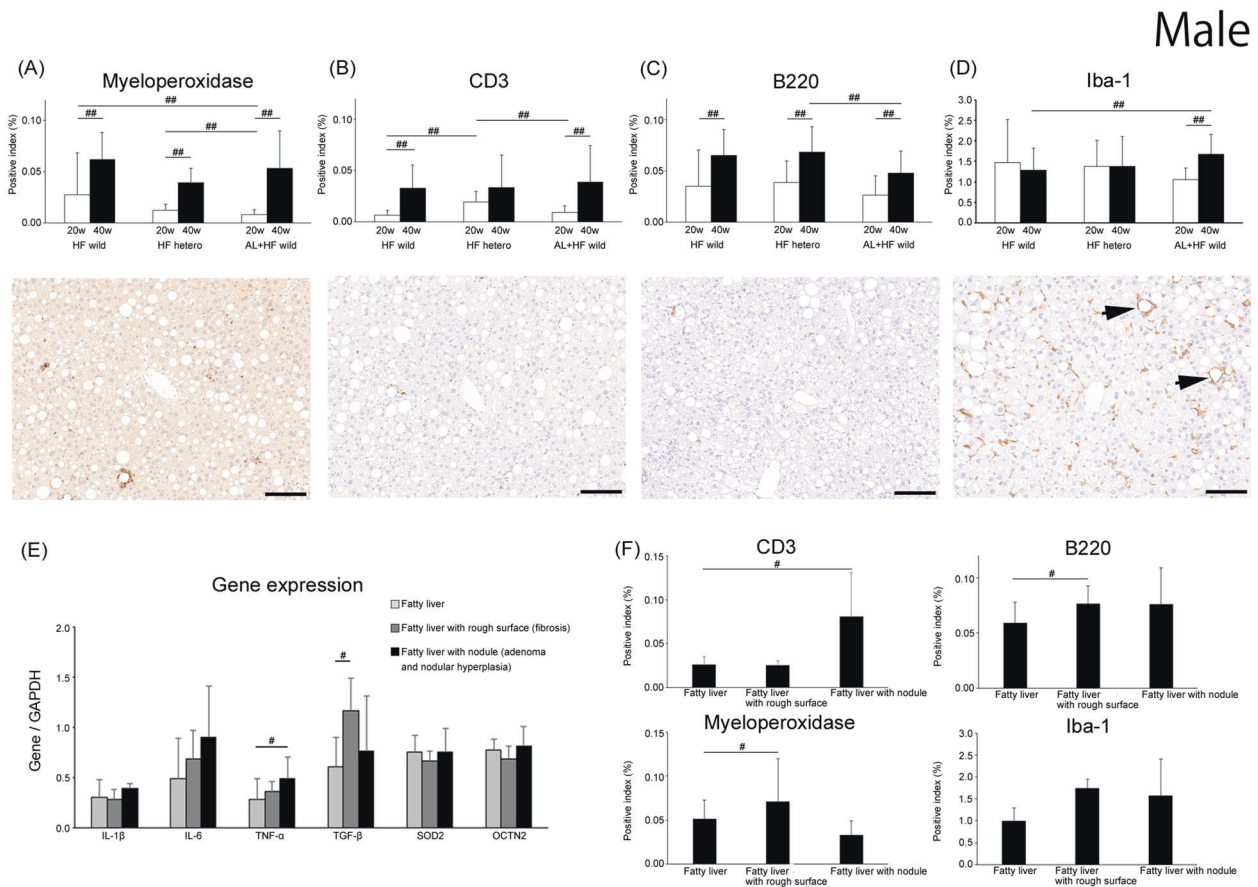 Male
(A)
Myeloperoxidase
##
##
##
##
##
Positive index (%)
0.10
0.05
0.00
20w 40w 20w 40w 20w 40w
HF wild HF hetero AL+HF wild
(B)
CD3
##
##
##
##
Positive index (%)
0.10
0.05
0.00
20w 40w 20w 40w 20w 40w
HF wild HF hetero AL+HF wild
(C)
B220
##
##
##
##
Positive index (%)
0.10
0.05
0.00
20w 40w 20w 40w 20w 40w
HF wild HF hetero AL+HF wild
(D)
Iba-1
##
##
Positive index (%)
3.0
2.5
2.0
1.5
1.0
0.5
0.0
20w 40w 20w 40w 20w 40w
HF wild HF hetero AL+HF wild
(E)
Gene expression
Fatty liver
Fatty liver with rough surface (fibrosis)
Fatty liver with nodule (adenoma
and nodular hyperplasia)
Gene / GAPDH
2.0
1.5
1.0
0.5
0.0
#
#
IL-1β IL-6 TNF-α TGF-β SOD2 OCTN2
(F)
CD3
#
Positive index (%)
0.15
0.10
0.05
0.00
Fatty liver Fatty liver Fatty liver with nodule
with rough surface
B220
#
Positive index (%)
0.10
0.05
0.00
Fatty liver Fatty liver Fatty liver with nodule
with rough surface
Myeloperoxidase
#
Positive index (%)
0.15
0.10
0.05
0.00
Fatty liver Fatty liver Fatty liver with nodule
with rough surface
Iba-1
Positive index (%)
3.0
2.5
2.0
1.5
1.0
0.5
0.0
Fatty liver Fatty liver Fatty liver with nodule
with rough surface